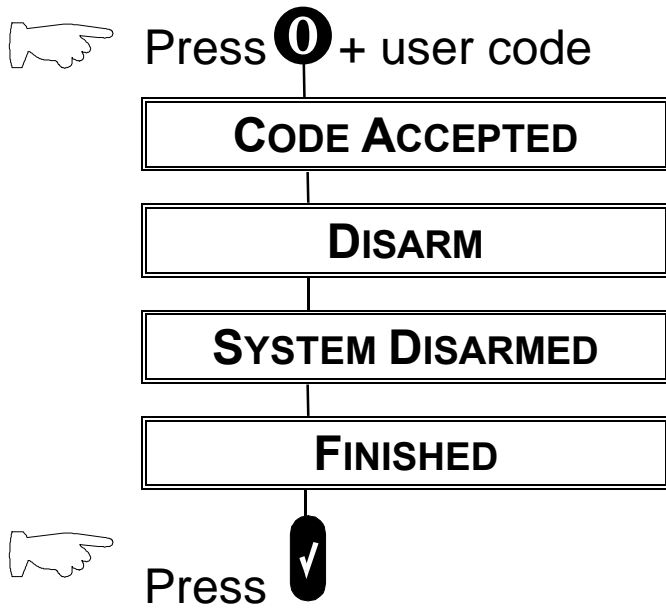 Press 0 + user code
CODE ACCEPTED
DISARM
SYSTEM DISARMED
FINISHED
Press √